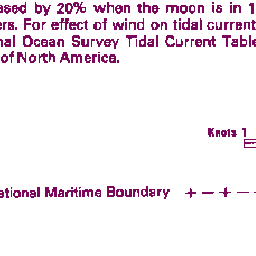 ased by 20% when the moon is in
ers. For effect of wind on tidal current
nal Ocean Survey Tidal Current Table
of North America.
Knots 1
ational Maritime Boundary